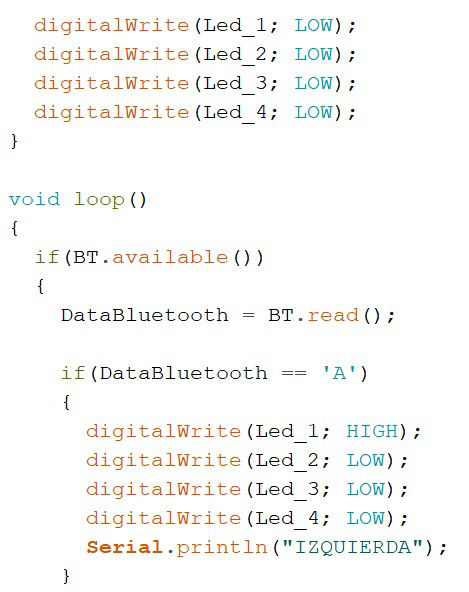 digitalWrite(Led_1; LOW);
digitalWrite(Led_2; LOW);
digitalWrite(Led_3; LOW);
digitalWrite(Led_4; LOW);
}
void loop()
{
if(BT.available())
{
DataBluetooth = BT.read();
if(DataBluetooth == 'A')
{
digitalWrite(Led_1; HIGH);
digitalWrite(Led_2; LOW);
digitalWrite(Led_3; LOW);
digitalWrite(Led_4; LOW);
Serial.println("IZQUIERDA");
}